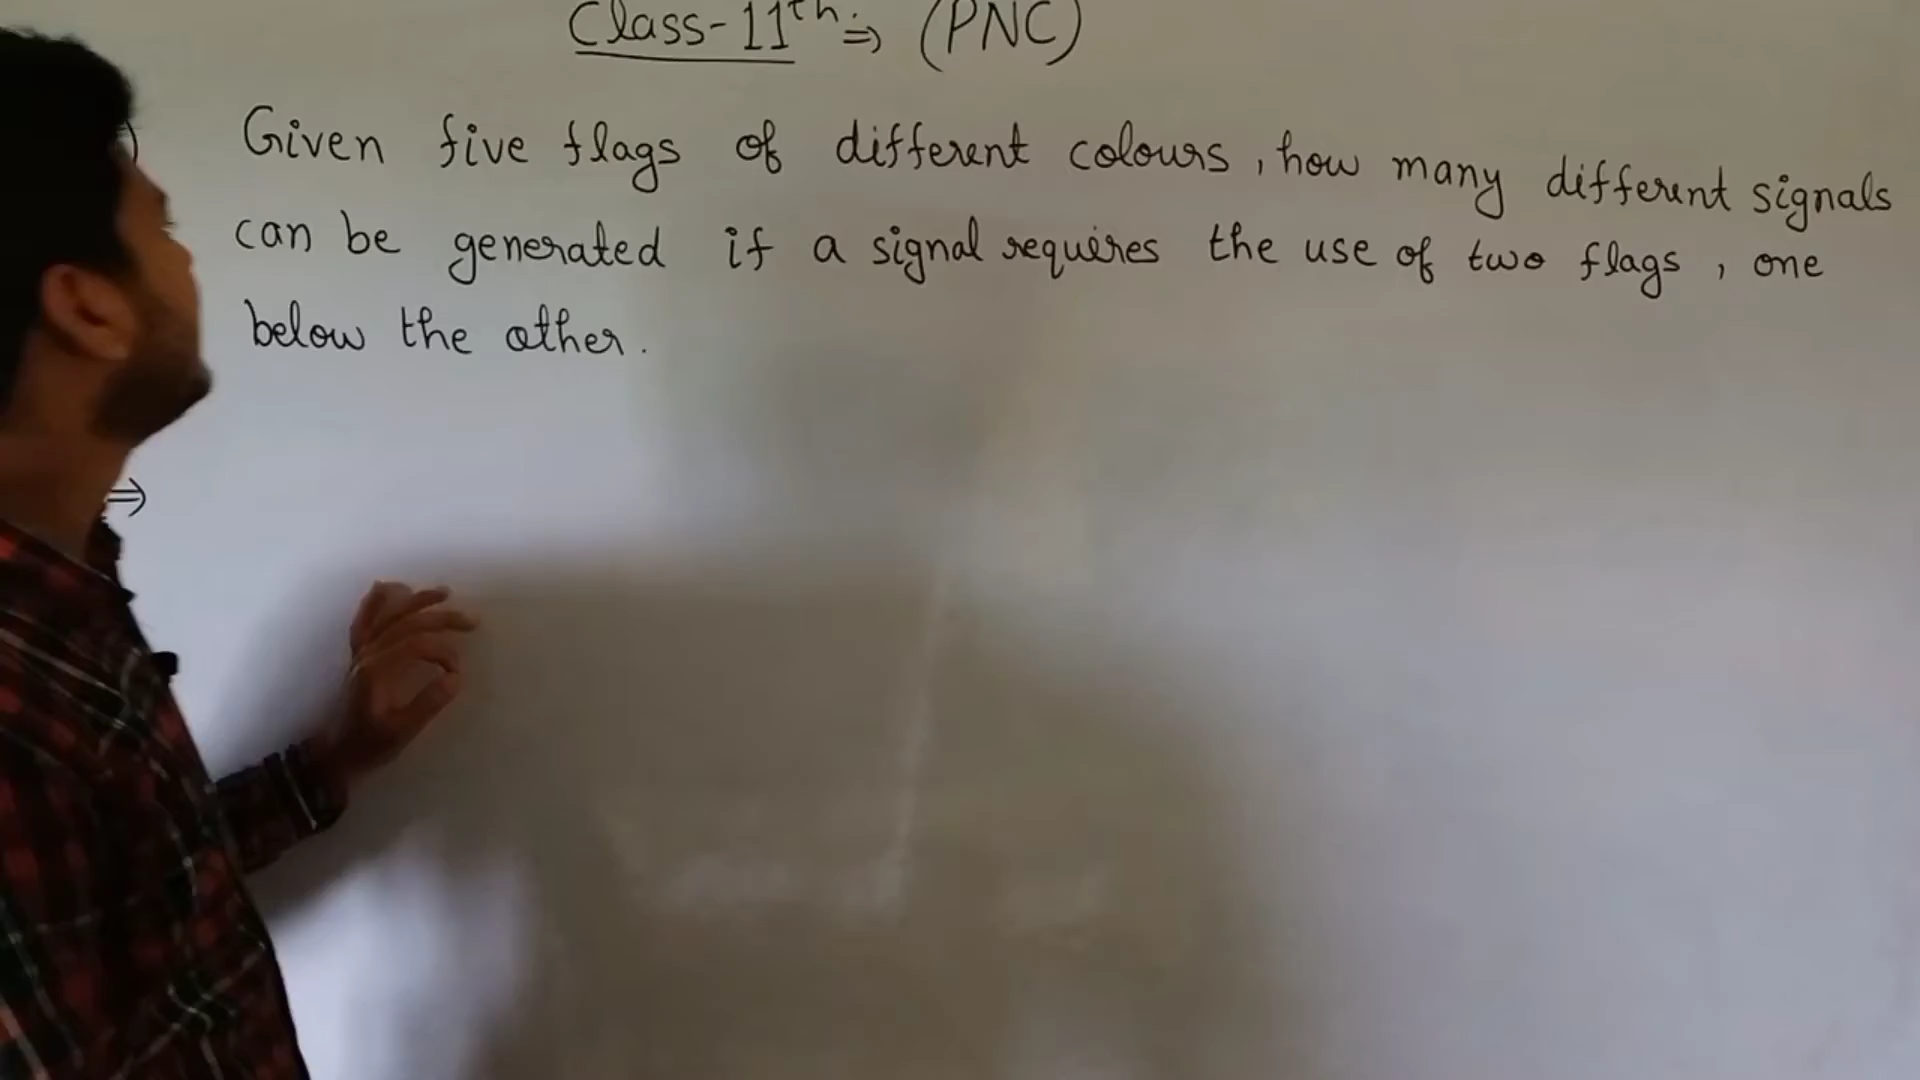 Class-11th :⇒ (PNC)
) Given five flags of different colours, how many different signals
can be generated if a signal requires the use of two flags, one
below the other.
⇒